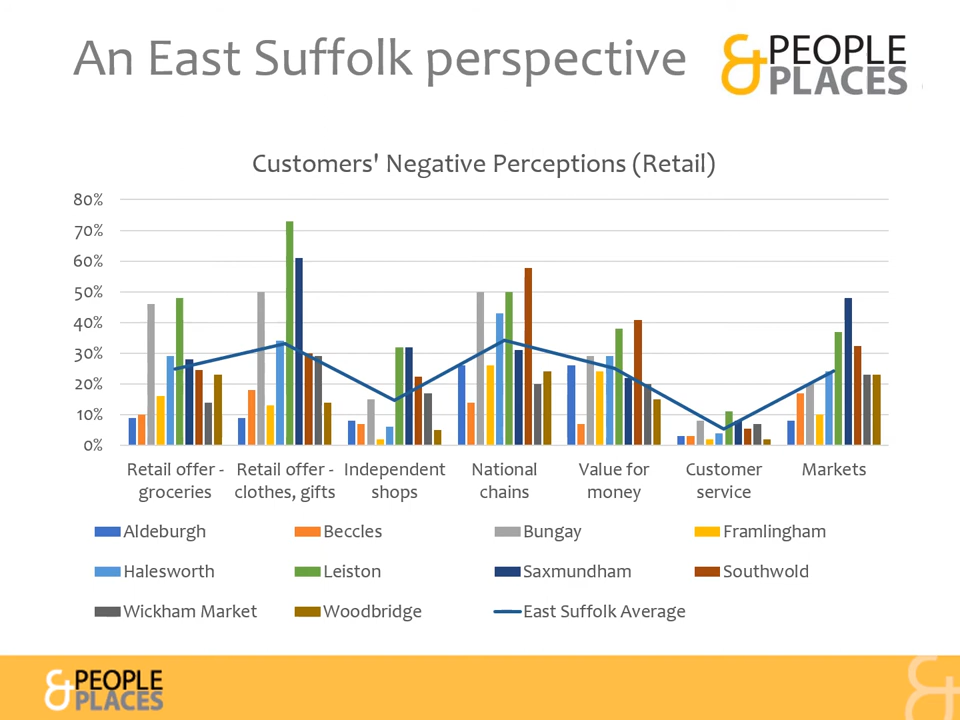 An East Suffolk perspective
&PEOPLE
PLACES
Customers' Negative Perceptions (Retail)
80%
70%
60%
50%
40%
30%
20%
10%
0%
Retail offer -
groceries
Retail offer -
clothes, gifts
Independent
shops
National
chains
Value for
money
Customer
service
Markets
Aldeburgh
Beccles
Bungay
Framlingham
Halesworth
Leiston
Saxmundham
Southwold
Wickham Market
Woodbridge
East Suffolk Average
&PEOPLE
PLACES